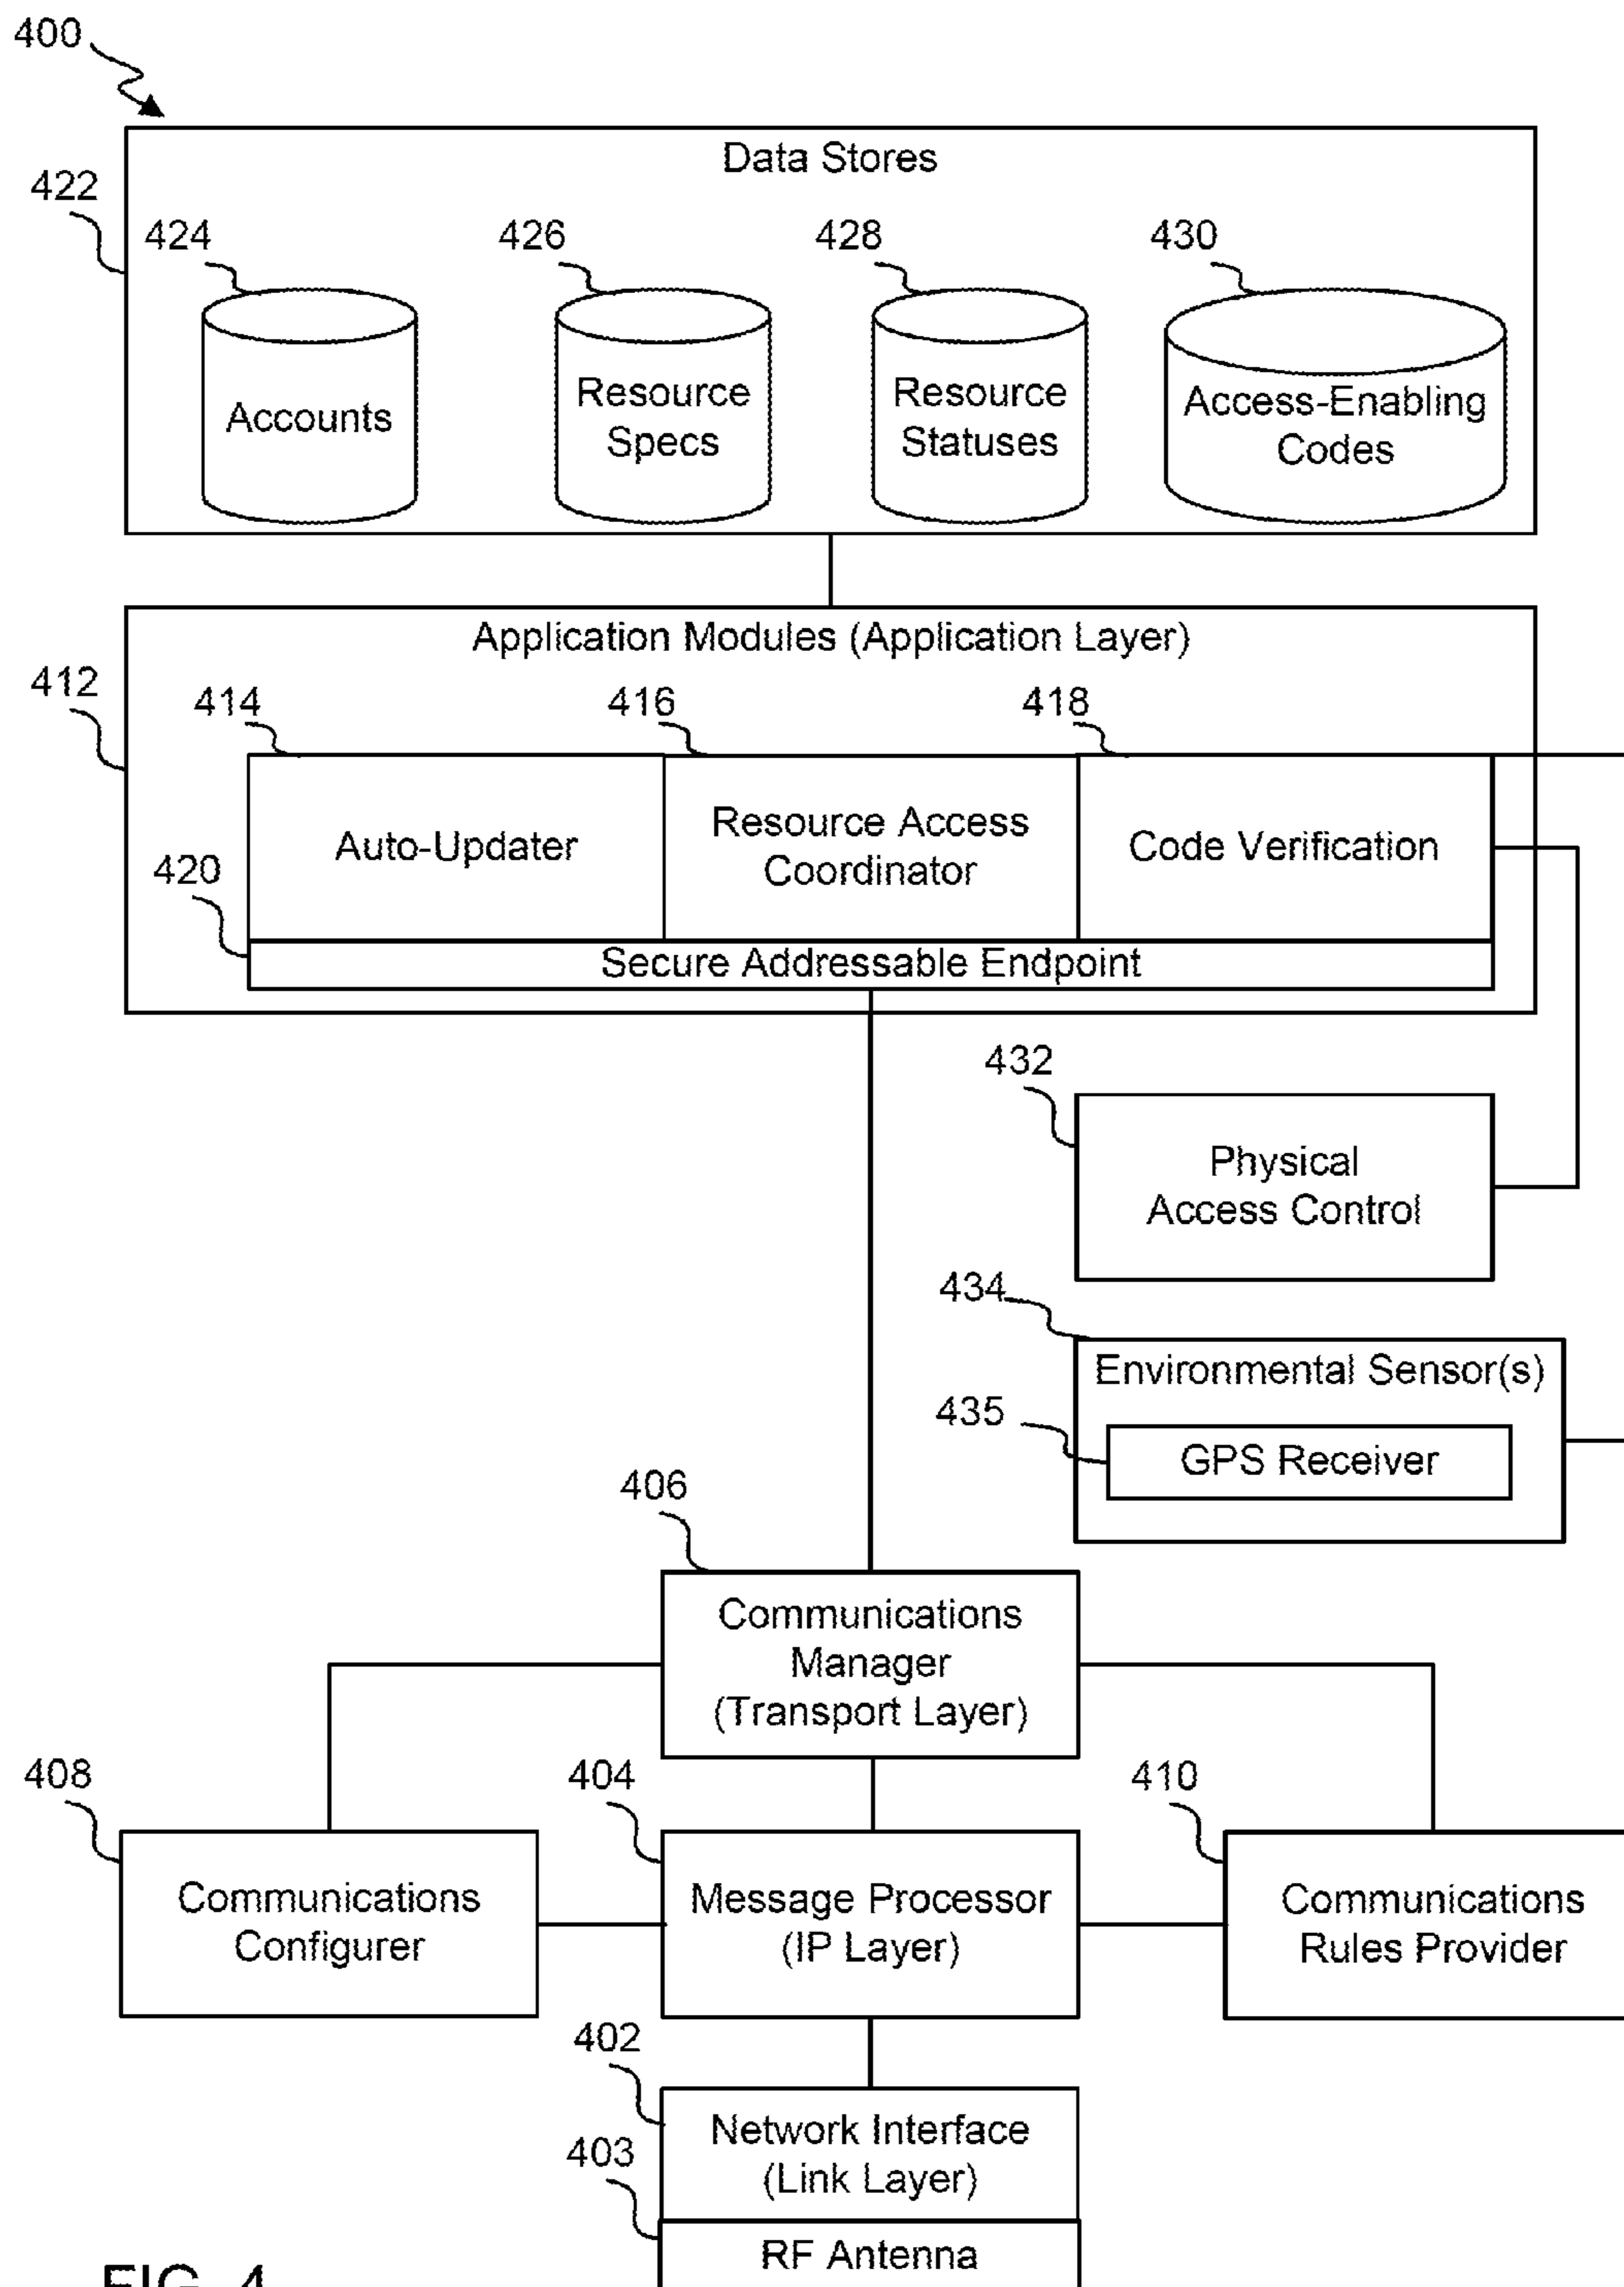 400
Data Stores
422
424
426
428
430
Accounts
Resource
Specs
Resource
Statuses
Access-Enabling
Codes
Application Modules (Application Layer)
412
414
416
418
Auto-Updater
Resource Access
Coordinator
Code Verification
420
Secure Addressable Endpoint
432
Physical
Access Control
434
Environmental Sensor(s)
435
GPS Receiver
406
Communications
Manager
(Transport Layer)
408
404
410
Communications
Configurer
Message Processor
(IP Layer)
Communications
Rules Provider
402
Network Interface
(Link Layer)
403
RF Antenna
FIG. 4